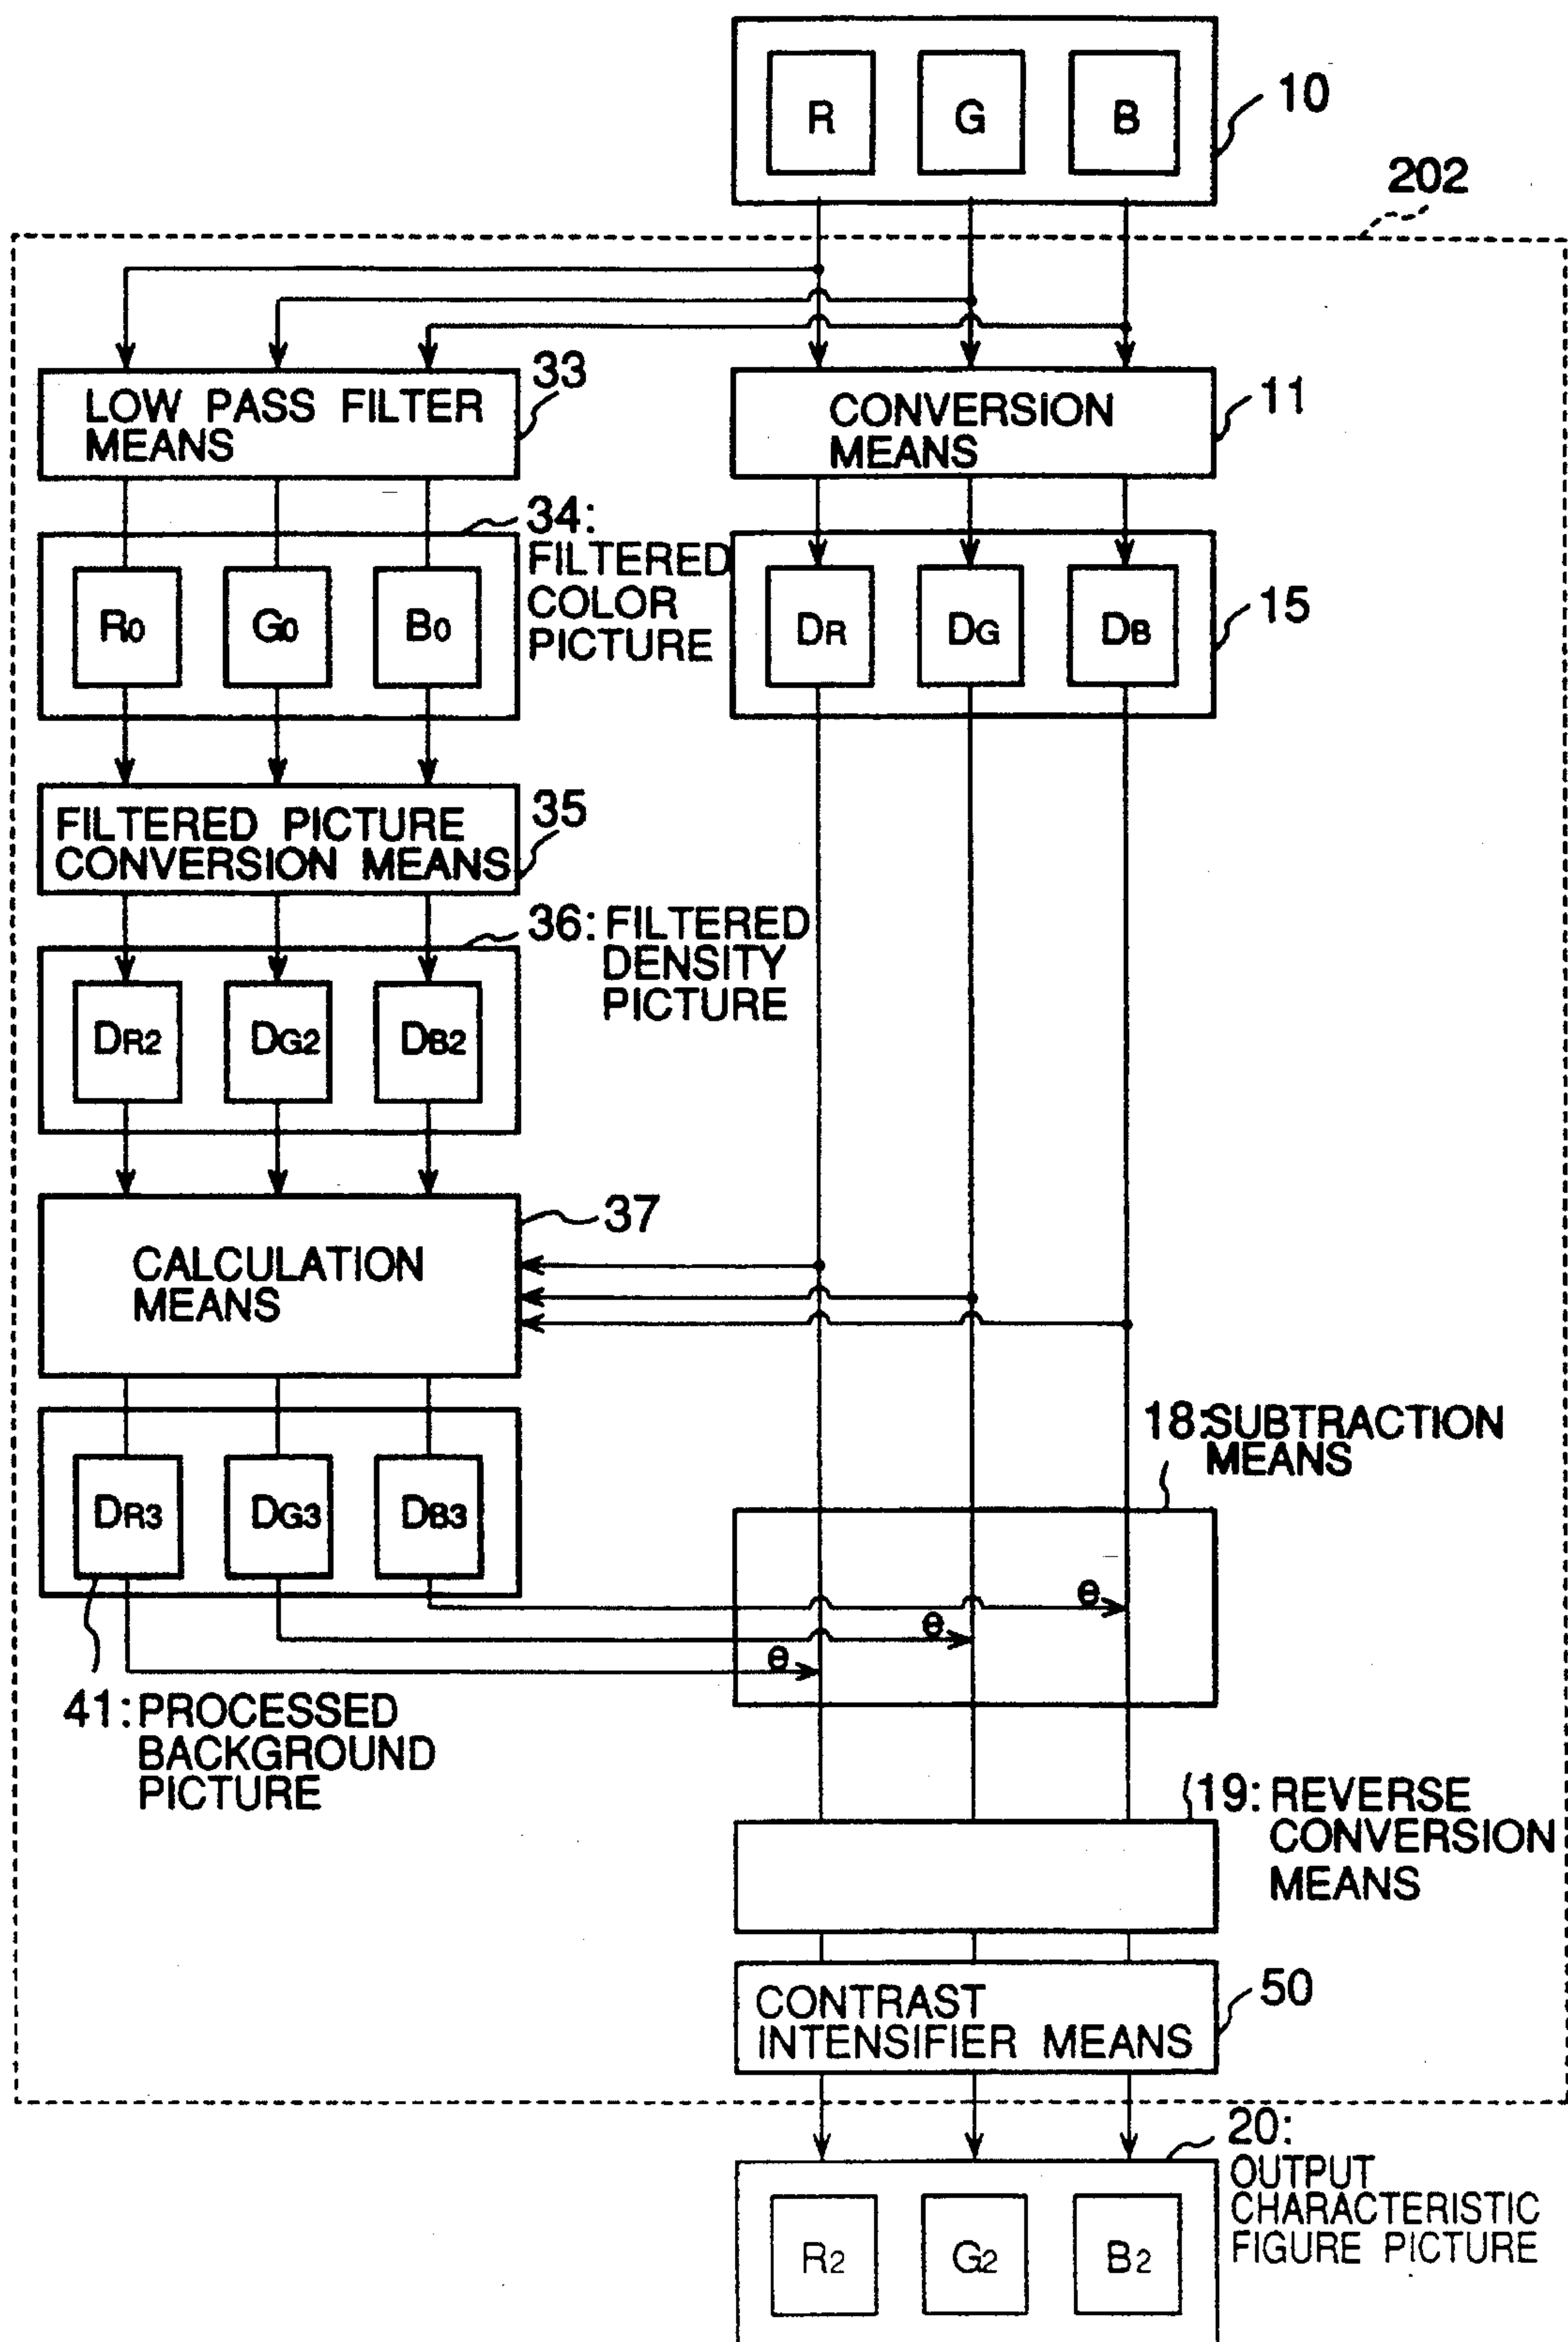 R G B
10
202
LOW PASS FILTER
MEANS
33
CONVERSION
MEANS
11
34:
FILTERED
COLOR
PICTURE
R0 G0 B0
DR DG DB
15
FILTERED PICTURE
CONVERSION MEANS
35
36: FILTERED
DENSITY
PICTURE
DR2 DG2 DB2
37
CALCULATION
MEANS
18:SUBTRACTION
MEANS
DR3 DG3 DB3
⊖
⊖
⊖
41: PROCESSED
BACKGROUND
PICTURE
19: REVERSE
CONVERSION
MEANS
CONTRAST
INTENSIFIER MEANS
50
20:
OUTPUT
CHARACTERISTIC
FIGURE PICTURE
R2 G2 B2